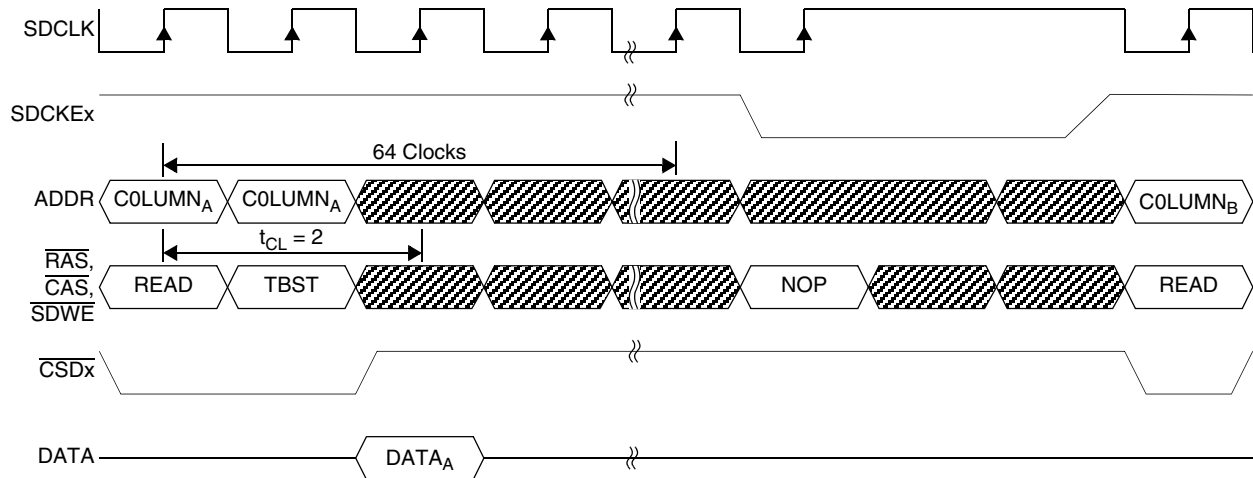 SDCLK
SDCKEx
64 Clocks
ADDR C0LUMNA C0LUMNA C0LUMNB
tCL = 2
RAS,
CAS, READ TBST NOP READ
SDWE
CSDx
DATA DATAA